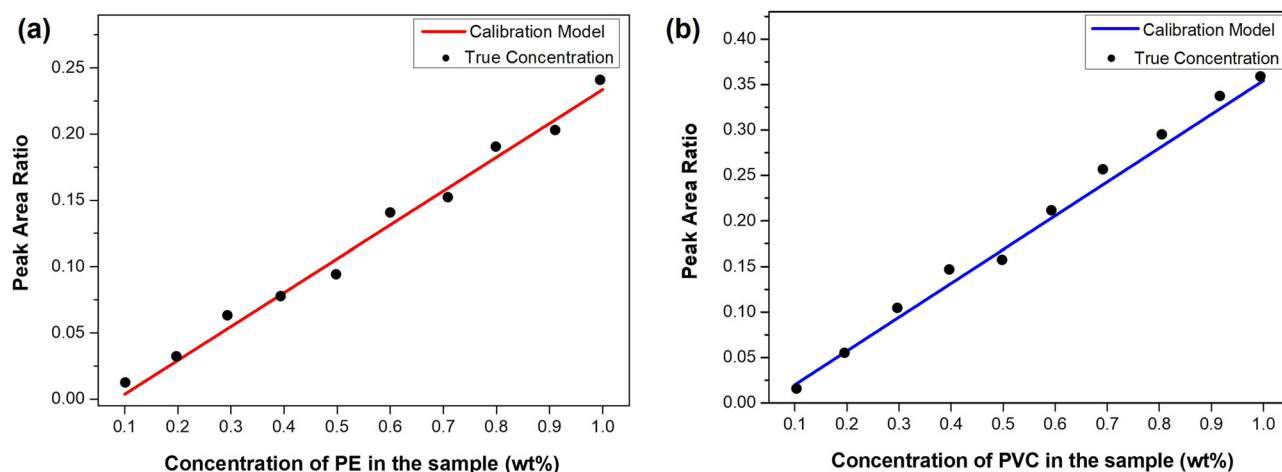 (a)
Calibration Model
True Concentration
0.25
0.20
0.15
0.10
0.05
0.00
Peak Area Ratio
0.1 0.2 0.3 0.4 0.5 0.6 0.7 0.8 0.9 1.0
Concentration of PE in the sample (wt%)
(b)
Calibration Model
True Concentration
0.40
0.35
0.30
0.25
0.20
0.15
0.10
0.05
0.00
Peak Area Ratio
0.1 0.2 0.3 0.4 0.5 0.6 0.7 0.8 0.9 1.0
Concentration of PVC in the sample (wt%)